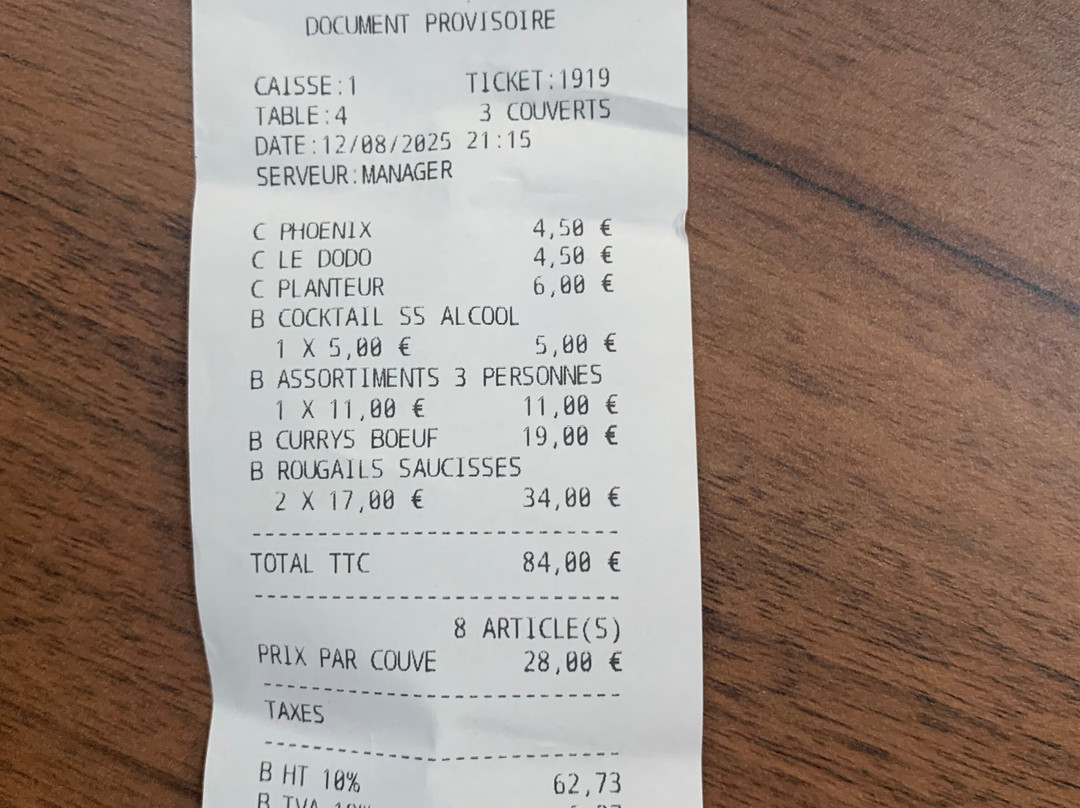 DOCUMENT PROVISOIRE
CAISSE:1 TICKET:1919
TABLE:4 3 COUVERTS
DATE:12/08/2025 21:15
SERVEUR:MANAGER
C PHOENIX 4,50 €
C LE DODO 4,50 €
C PLANTEUR 6,00 €
B COCKTAIL SS ALCOOL
1 X 5,00 € 5,00 €
B ASSORTIMENTS 3 PERSONNES
1 X 11,00 € 11,00 €
B CURRYS BOEUF 19,00 €
B ROUGAILS SAUCISSES
2 X 17,00 € 34,00 €
TOTAL TTC 84,00 €
8 ARTICLE(S)
PRIX PAR COUVE 28,00 €
TAXES
B HT 10% 62,73
B TVA